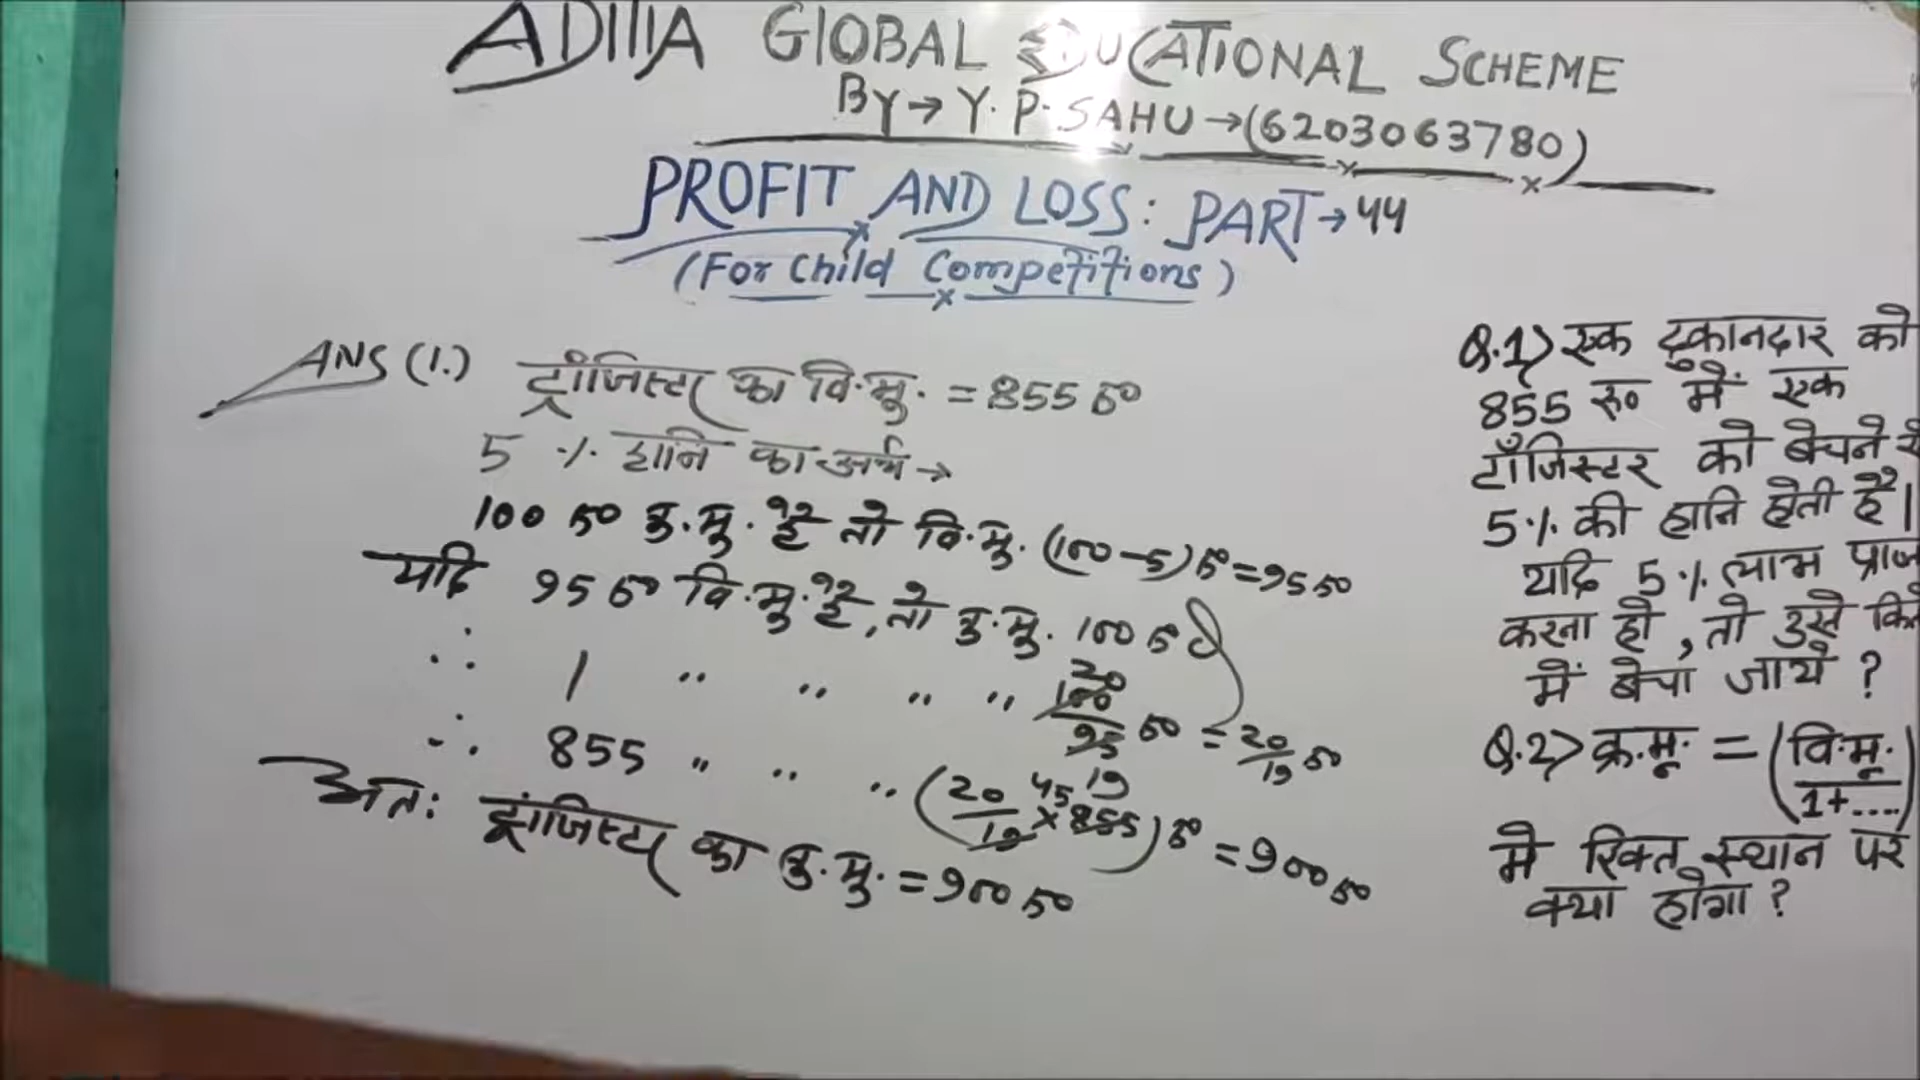 ADITYA GLOBAL EDUCATIONAL SCHEME
BY → Y. P. SAHU → (6203063780)
PROFIT AND LOSS: PART → 44
(For Child Competitions)
ANS (1.) ट्रांजिस्टर का वि.मु. = 855 रु०
5 % हानि का अर्थ →
100 रु० क्र.मु. है तो वि.मु. (100-5) रु० = 95 रु०
यदि 95 रु० वि.मु. है, तो क्र.मु. 100 रु०
∴ 1 " " " " 100/95 रु० = 20/19 रु०
20
19
∴ 855 " " " (20/19 × 855) रु० = 900 रु०
45
अतः ट्रांजिस्टर का क्र.मु. = 900 रु०
Q.1> एक दुकानदार को
855 रु० में एक
ट्राँजिस्टर को बेचने
5% की हानि होती है।
यदि 5% लाभ
करना हो, तो उसे
में बेचा जाये ?
Q.2> क्र.मू. = (वि.मू./1+....)
मे रिक्त स्थान पर
क्या होगा ?